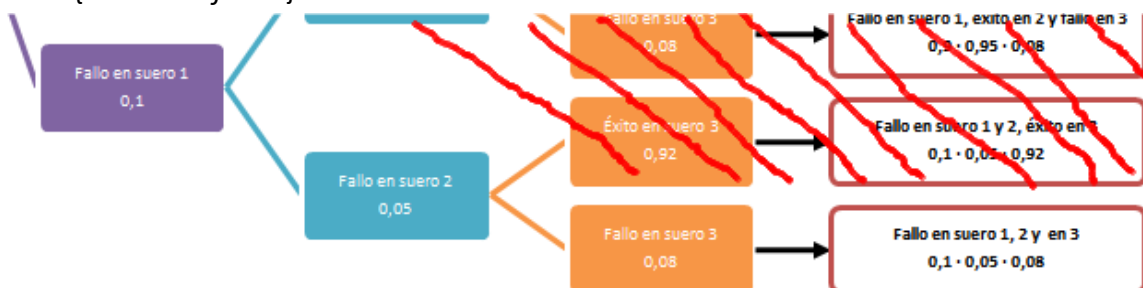 Fallo en suero 1
0,1
Fallo en suero 2
0,05
Fallo en suero 3
0,08
Éxito en suero 3
0,92
Fallo en suero 3
0,08
Fallo en suero 1, éxito en 2 y fallo en 3
· 0,95 · 0,08
Fallo en suero 1 y 2, éxito en 3
0,1 · 0,05 · 0,92
Fallo en suero 1, 2 y en 3
0,1 · 0,05 · 0,08